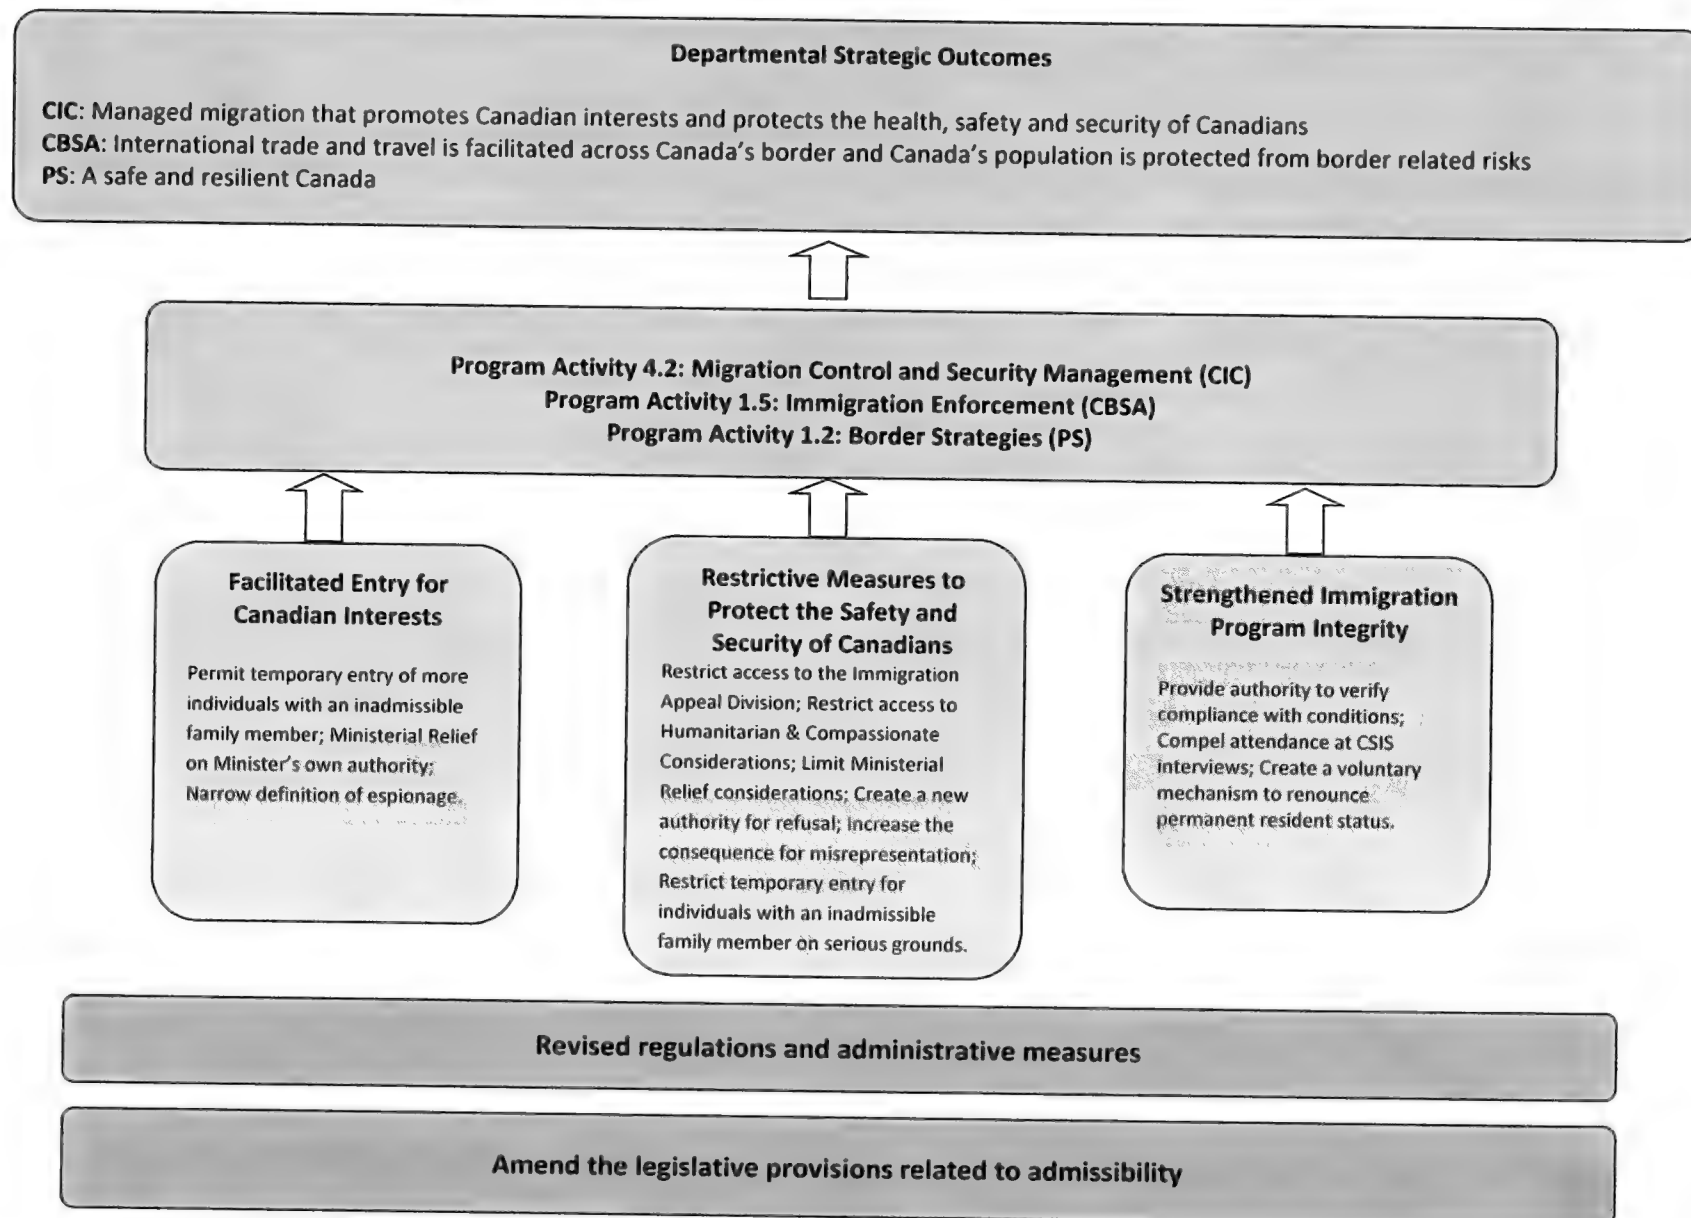 Departmental Strategic Outcomes
CIC: Managed migration that promotes Canadian interests and protects the health, safety and security of Canadians
CBSA: International trade and travel is facilitated across Canada's border and Canada's population is protected from border related risks
PS: A safe and resilient Canada
Program Activity 4.2: Migration Control and Security Management (CIC)
Program Activity 1.5: Immigration Enforcement (CBSA)
Program Activity 1.2: Border Strategies (PS)
Facilitated Entry for
Canadian Interests
Permit temporary entry of more
individuals with an inadmissible
family member; Ministerial Relief
on Minister's own authority;
Narrow definition of espionage.
Restrictive Measures to
Protect the Safety and
Security of Canadians
Restrict access to the Immigration
Appeal Division; Restrict access to
Humanitarian & Compassionate
Considerations; Limit Ministerial
Relief considerations; Create a new
authority for refusal; Increase the
consequence for misrepresentation;
Restrict temporary entry for
individuals with an inadmissible
family member on serious grounds.
Strengthened Immigration
Program Integrity
Provide authority to verify
compliance with conditions;
Compel attendance at CSIS
interviews; Create a voluntary
mechanism to renounce
permanent resident status.
Revised regulations and administrative measures
Amend the legislative provisions related to admissibility